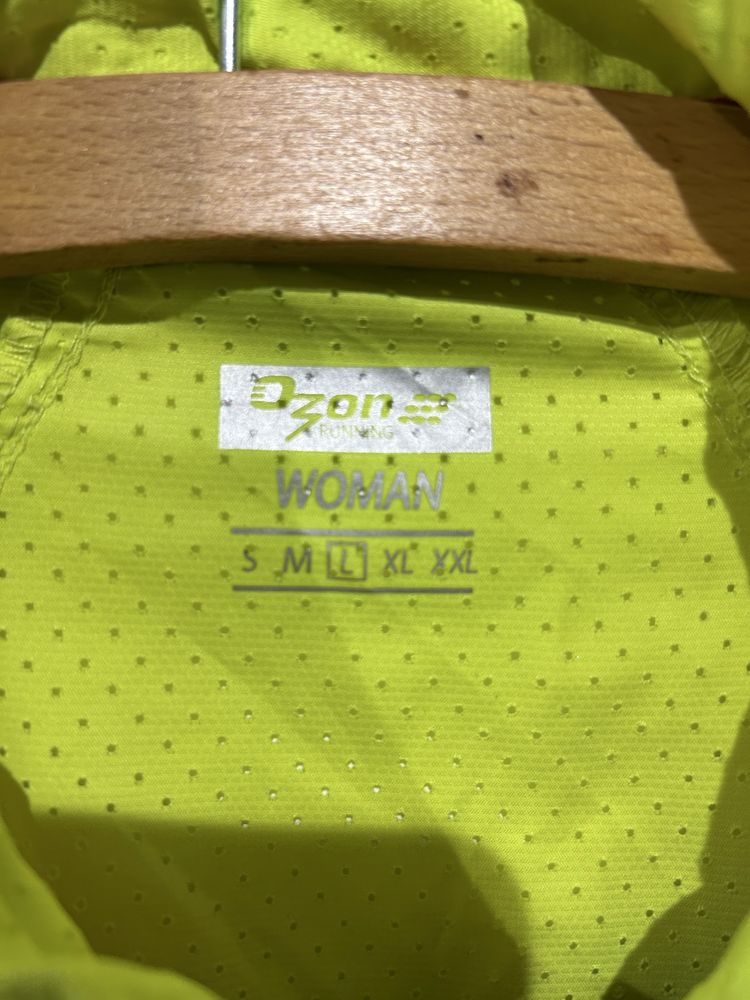 Ozon
RUNNING
WOMAN
S M L XL XXL